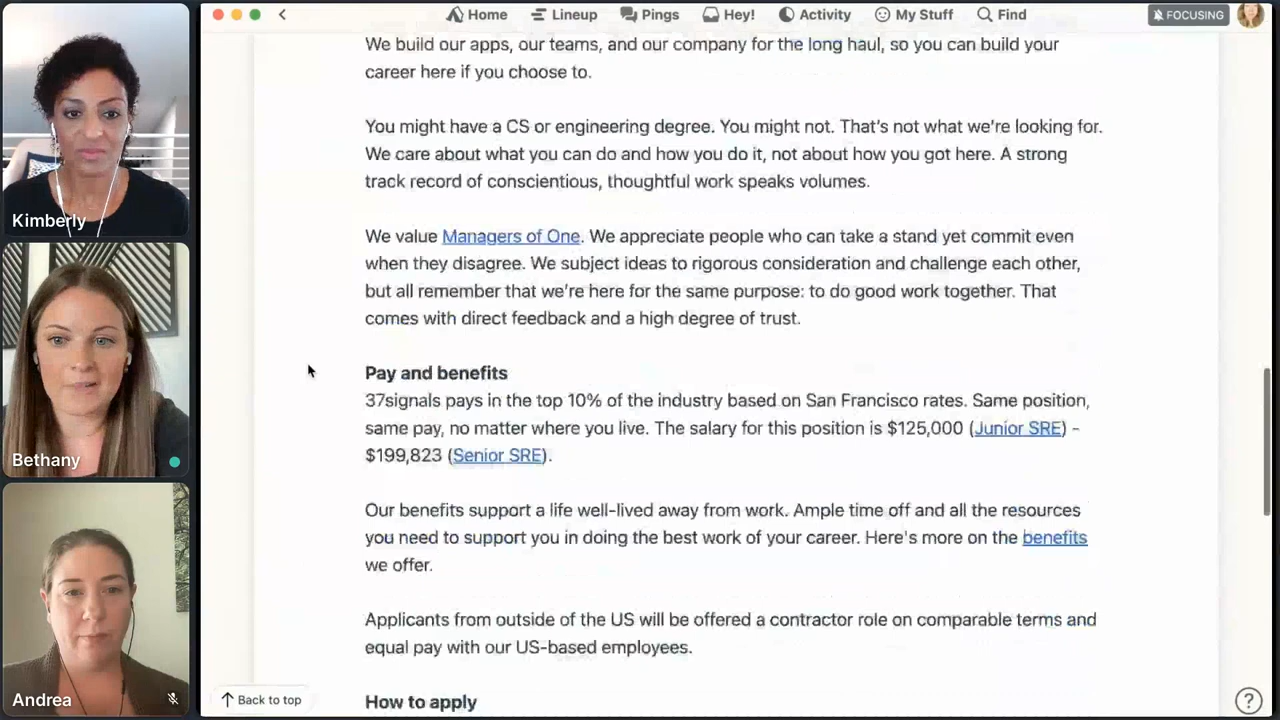 Home Lineup Pings Hey! Activity My Stuff Find FOCUSING
We build our apps, our teams, and our company for the long haul, so you can build your
career here if you choose to.
You might have a CS or engineering degree. You might not. That's not what we're looking for.
We care about what you can do and how you do it, not about how you got here. A strong
track record of conscientious, thoughtful work speaks volumes.
We value Managers of One. We appreciate people who can take a stand yet commit even
when they disagree. We subject ideas to rigorous consideration and challenge each other,
but all remember that we're here for the same purpose: to do good work together. That
comes with direct feedback and a high degree of trust.
Pay and benefits
37signals pays in the top 10% of the industry based on San Francisco rates. Same position,
same pay, no matter where you live. The salary for this position is $125,000 (Junior SRE) -
$199,823 (Senior SRE).
Our benefits support a life well-lived away from work. Ample time off and all the resources
you need to support you in doing the best work of your career. Here's more on the benefits
we offer.
Applicants from outside of the US will be offered a contractor role on comparable terms and
equal pay with our US-based employees.
How to apply
Back to top
?
Kimberly
Bethany
Andrea